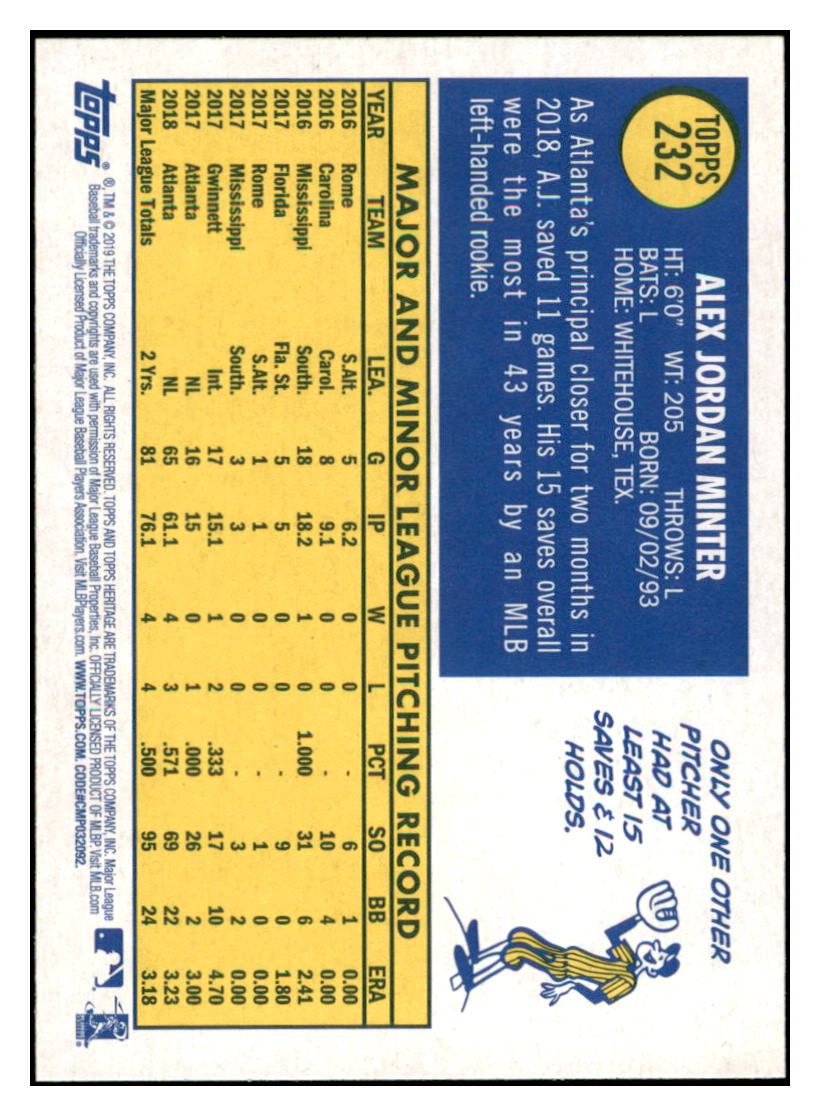 TOPPS
232
ALEX JORDAN MINTER
HT: 6'0" WT: 205 THROWS: L
BATS: L BORN: 09/02/93
HOME: WHITEHOUSE, TEX.
As Atlanta's principal closer for two months in
2018, A.J. saved 11 games. His 15 saves overall
were the most in 43 years by an MLB
left-handed rookie.
ONLY ONE OTHER
PITCHER
HAD AT
LEAST 15
SAVES & 12
HOLDS.
MAJOR AND MINOR LEAGUE PITCHING RECORD
YEAR TEAM LEA. G IP W L PCT SO BB ERA
2016 Rome S.Alt. 5 6.2 0 0 - 6 1 0.00
2016 Carolina Carol. 8 9.1 0 0 - 10 4 0.00
2016 Mississippi South. 18 18.2 1 0 1.000 31 6 2.41
2017 Florida Fla. St. 5 5 0 0 - 9 0 1.80
2017 Rome S.Alt. 1 1 0 0 - 1 0 0.00
2017 Mississippi South. 3 3 0 0 - 3 2 0.00
2017 Gwinnett Int. 17 15.1 1 2 .333 17 10 4.70
2017 Atlanta NL 16 15 0 1 .000 26 2 3.00
2018 Atlanta NL 65 61.1 4 3 .571 69 22 3.23
Major League Totals 2 Yrs. 81 76.1 4 4 .500 95 24 3.18
topps®
®, TM & © 2019 THE TOPPS COMPANY, INC. ALL RIGHTS RESERVED. TOPPS AND TOPPS HERITAGE ARE TRADEMARKS OF THE TOPPS COMPANY, INC. Major League
Baseball trademarks and copyrights are used with permission of Major League Baseball Properties, Inc. OFFICIALLY LICENSED PRODUCT OF MLBP. Visit MLB.com
Officially Licensed Product of Major League Baseball Players Association. Visit MLBPlayers.com. WWW.TOPPS.COM. CODE#CMP032092.